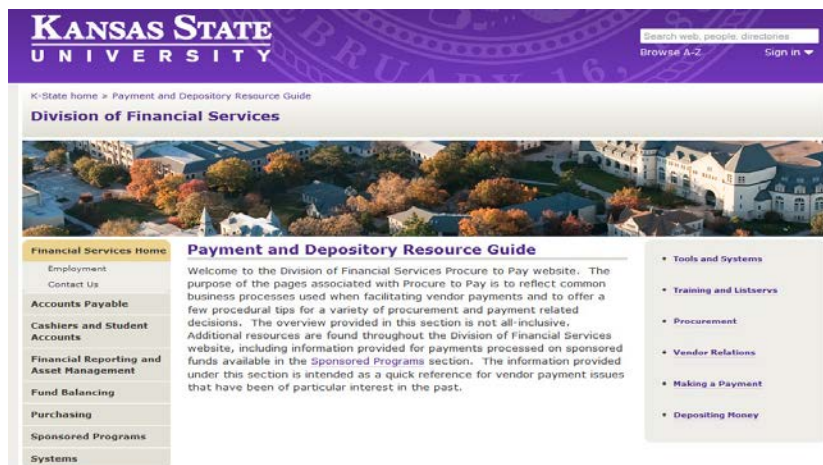 KANSAS STATE
UNIVERSITY
Search web, people, directories
Browse A-Z
Sign in
K-State home » Payment and Depository Resource Guide
Division of Financial Services
Financial Services Home
Employment
Contact Us
Accounts Payable
Cashiers and Student
Accounts
Financial Reporting and
Asset Management
Fund Balancing
Purchasing
Sponsored Programs
Systems
Payment and Depository Resource Guide
Welcome to the Division of Financial Services Procure to Pay website. The
purpose of the pages associated with Procure to Pay is to reflect common
business processes used when facilitating vendor payments and to offer a
few procedural tips for a variety of procurement and payment related
decisions. The overview provided in this section is not all-inclusive.
Additional resources are found throughout the Division of Financial Services
website, including information provided for payments processed on sponsored
funds available in the Sponsored Programs section. The information provided
under this section is intended as a quick reference for vendor payment issues
that have been of particular interest in the past.
• Tools and Systems
• Training and Listservs
• Procurement
• Vendor Relations
• Making a Payment
• Depositing Money